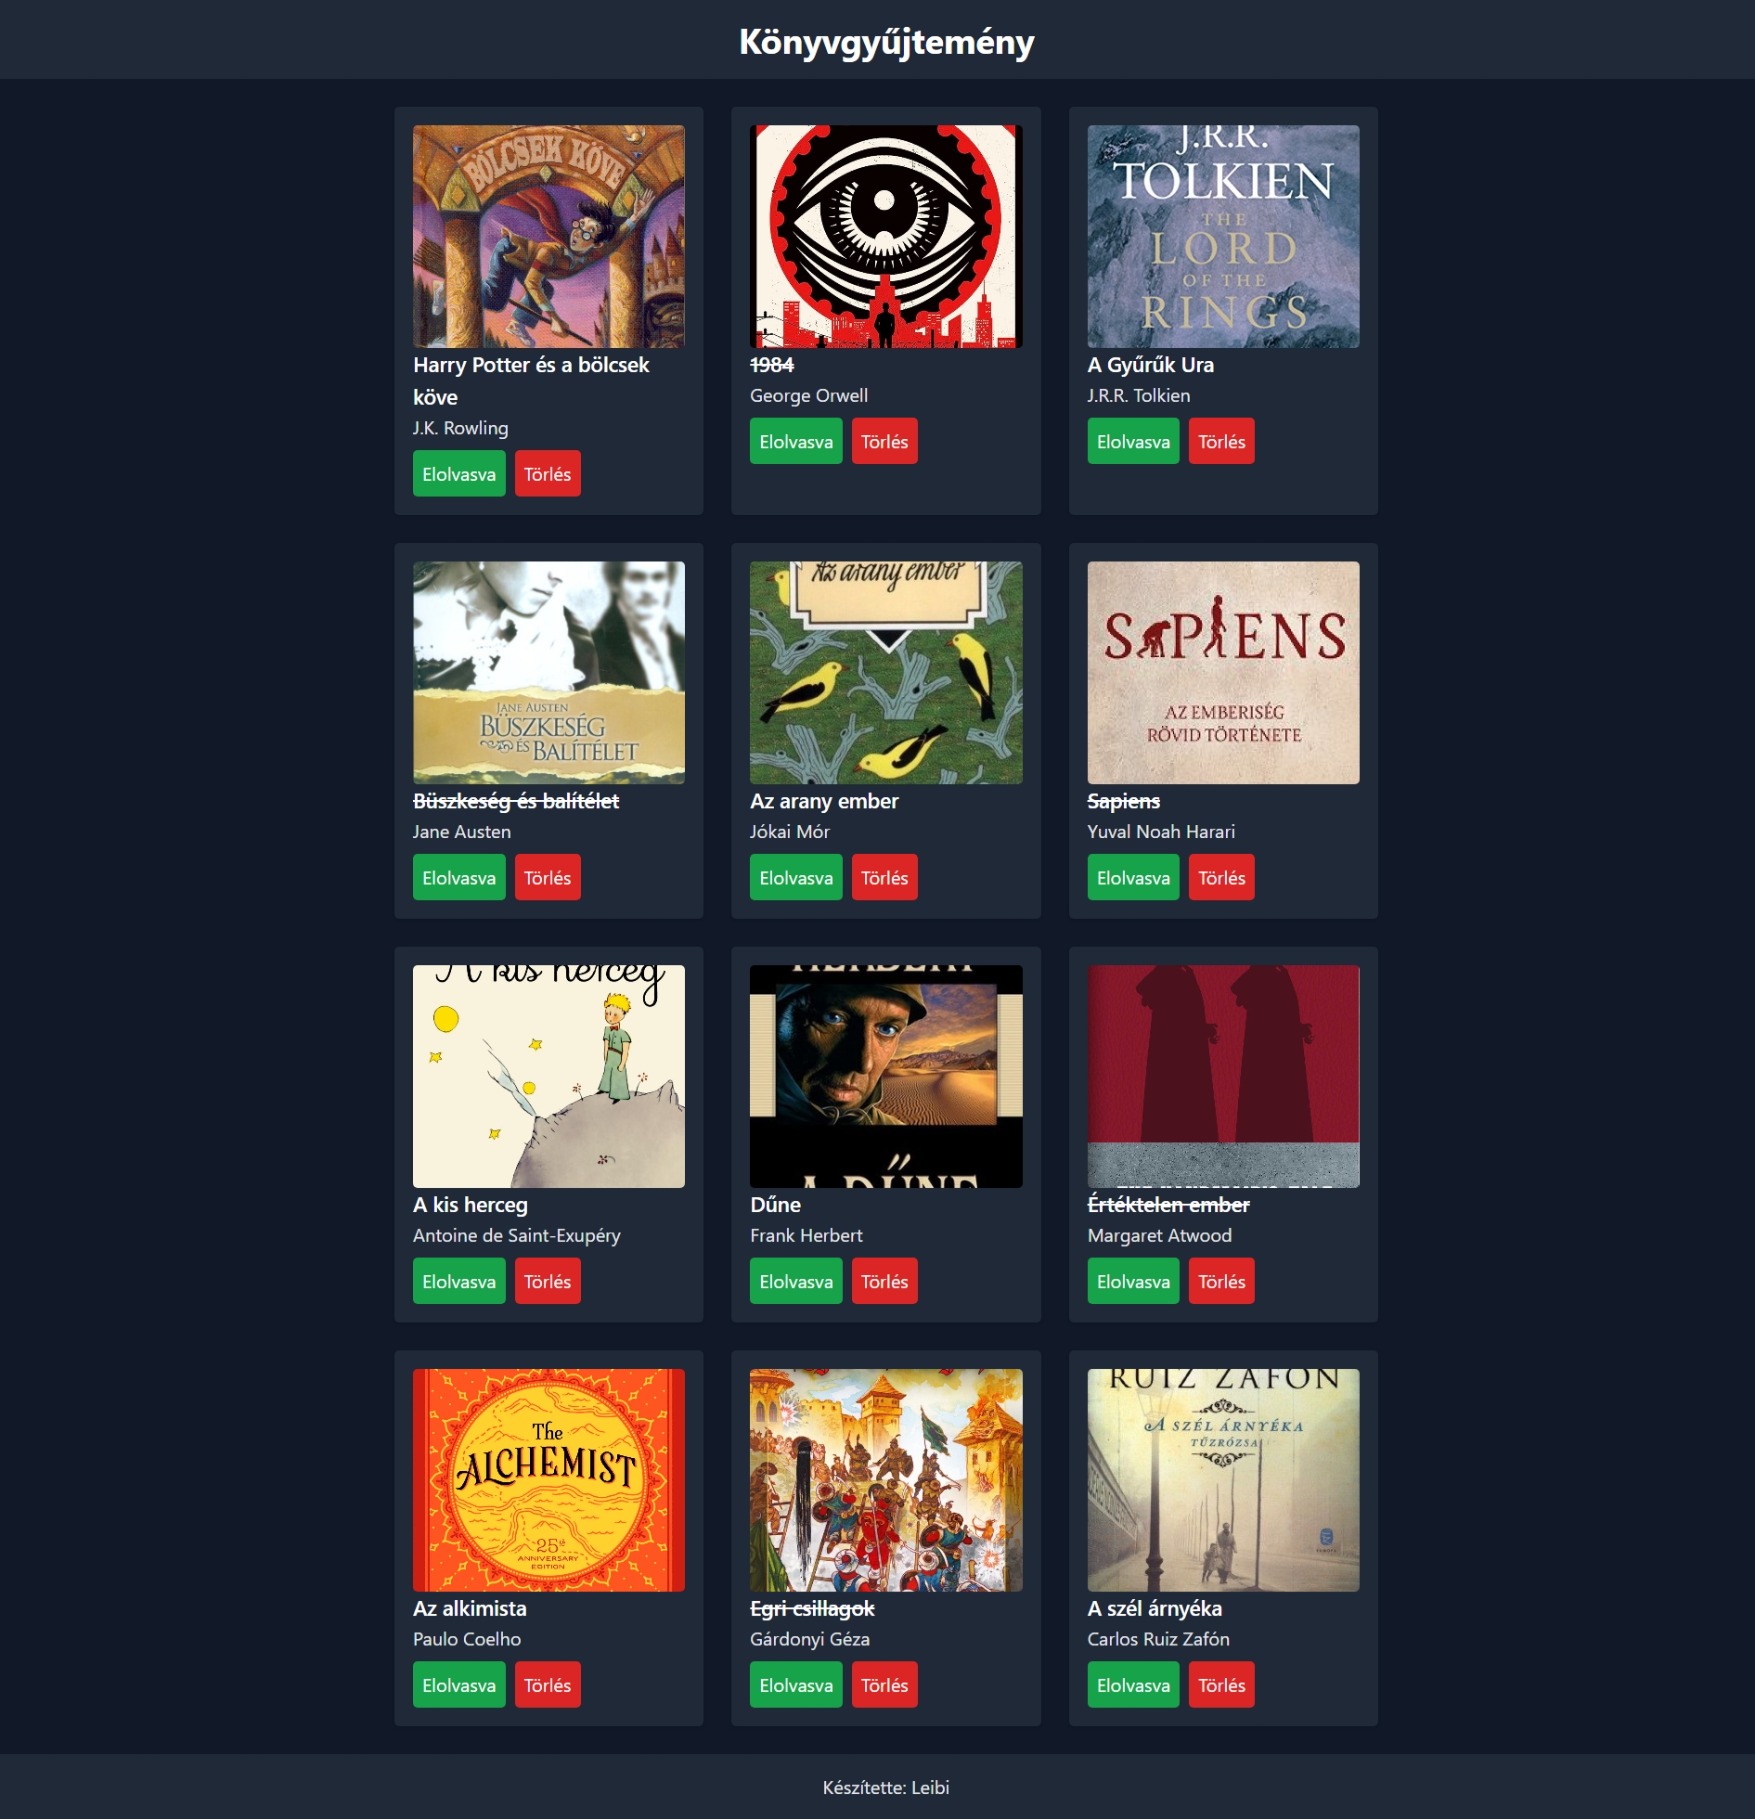 Könyvgyűjtemény
BÖLCSEK KÖVE
J.R.R.
TOLKIEN
THE
LORD
OF THE
RINGS
Harry Potter és a bölcsek
köve
J.K. Rowling
Elolvasva Törlés
1984
George Orwell
Elolvasva Törlés
A Gyűrűk Ura
J.R.R. Tolkien
Elolvasva Törlés
JANE AUSTEN
BÜSZKESÉG
ÉS BALÍTÉLET
Az arany ember
SAPIENS
AZ EMBERISÉG
RÖVID TÖRTÉNETE
Büszkeség és balítélet
Jane Austen
Elolvasva Törlés
Az arany ember
Jókai Mór
Elolvasva Törlés
Sapiens
Yuval Noah Harari
Elolvasva Törlés
A kis herceg
HERBERT
A DŰNE
A kis herceg
Antoine de Saint-Exupéry
Elolvasva Törlés
Dűne
Frank Herbert
Elolvasva Törlés
Értéktelen ember
Margaret Atwood
Elolvasva Törlés
The
ALCHEMIST
25th
ANNIVERSARY
EDITION
RUIZ ZAFÓN
A SZÉL ÁRNYÉKA
TŰZRÓZSA
Az alkimista
Paulo Coelho
Elolvasva Törlés
Egri csillagok
Gárdonyi Géza
Elolvasva Törlés
A szél árnyéka
Carlos Ruiz Zafón
Elolvasva Törlés
Készítette: Leibi